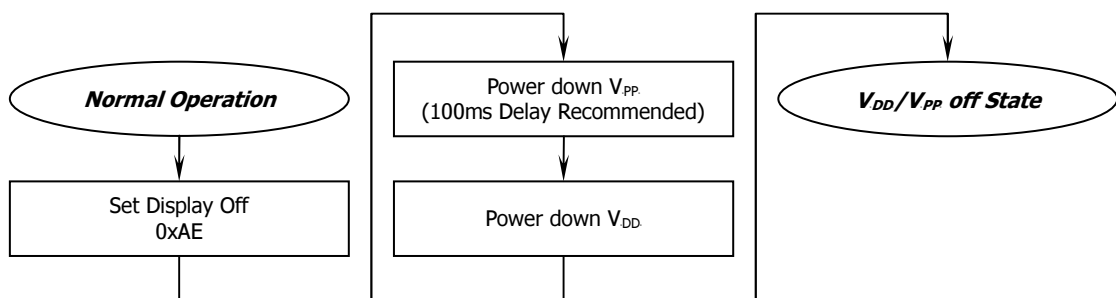 Normal Operation
Set Display Off
0xAE
Power down VPP
(100ms Delay Recommended)
Power down VDD
VDD/VPP off State